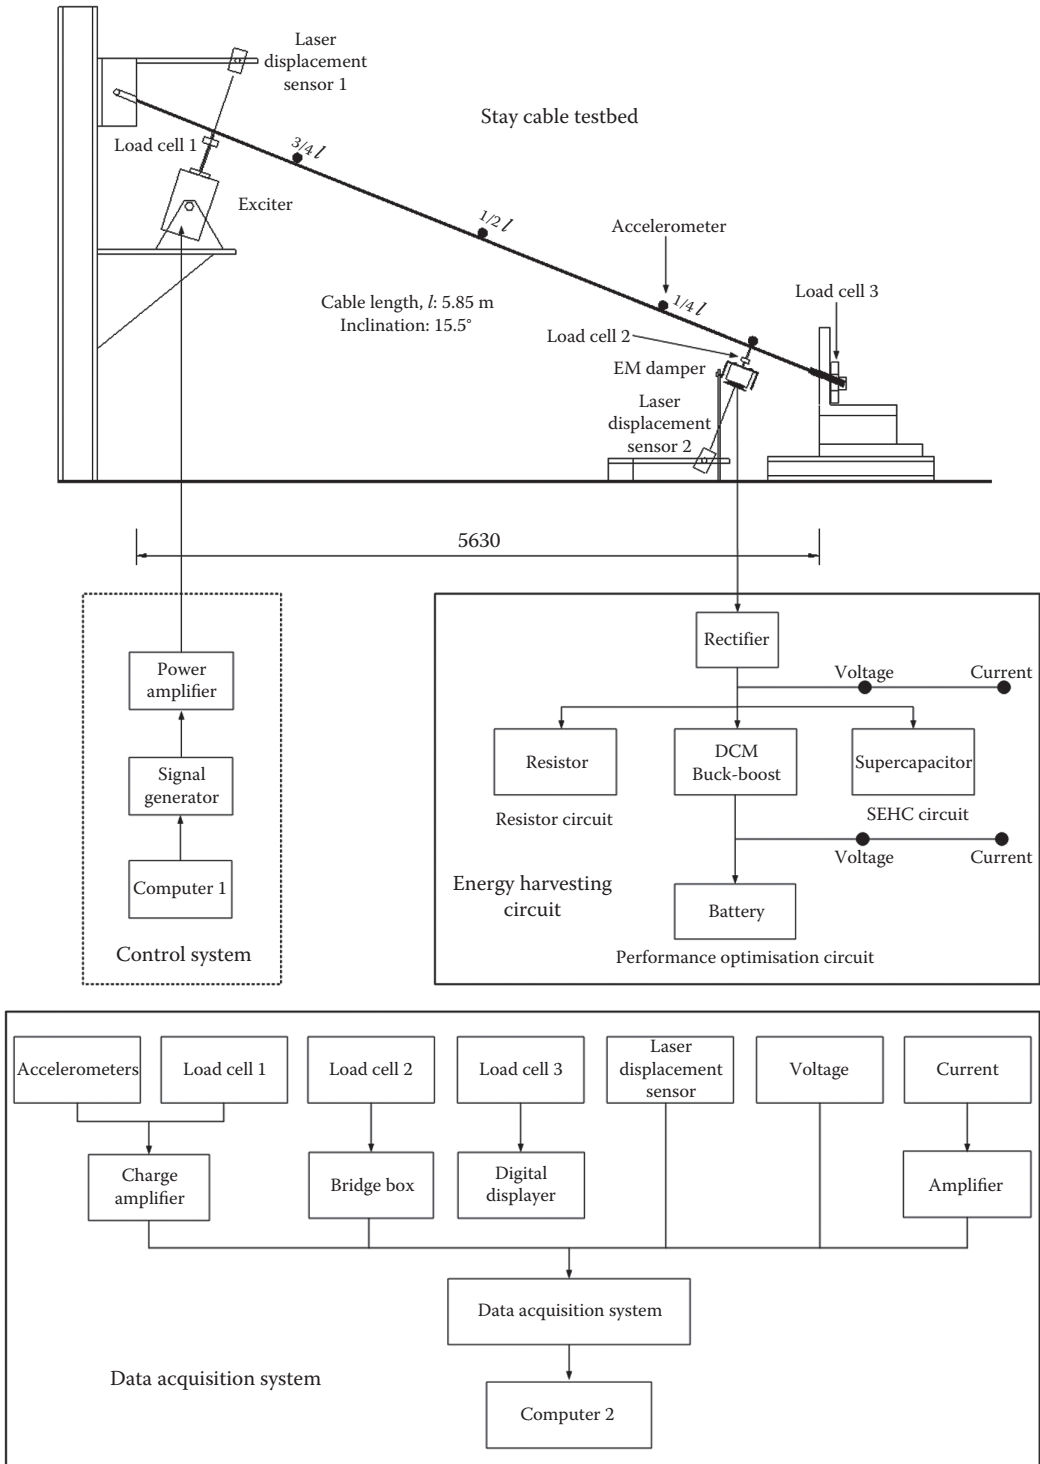 Laser
displacement
sensor 1
Stay cable testbed
Load cell 1
3/4 l
Exciter
1/2 l
Accelerometer
Cable length, l: 5.85 m
Inclination: 15.5°
1/4 l
Load cell 3
Load cell 2
EM damper
Laser
displacement
sensor 2
5630
Power
amplifier
Signal
generator
Computer 1
Control system
Rectifier
Voltage
Current
Resistor
DCM
Buck-boost
Supercapacitor
Resistor circuit
SEHC circuit
Voltage
Current
Energy harvesting
circuit
Battery
Performance optimisation circuit
Accelerometers
Load cell 1
Load cell 2
Load cell 3
Laser
displacement
sensor
Voltage
Current
Charge
amplifier
Bridge box
Digital
displayer
Amplifier
Data acquisition system
Data acquisition system
Computer 2